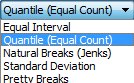 Quantile (Equal Count)
Equal Interval
Quantile (Equal Count)
Natural Breaks (Jenks)
Standard Deviation
Pretty Breaks